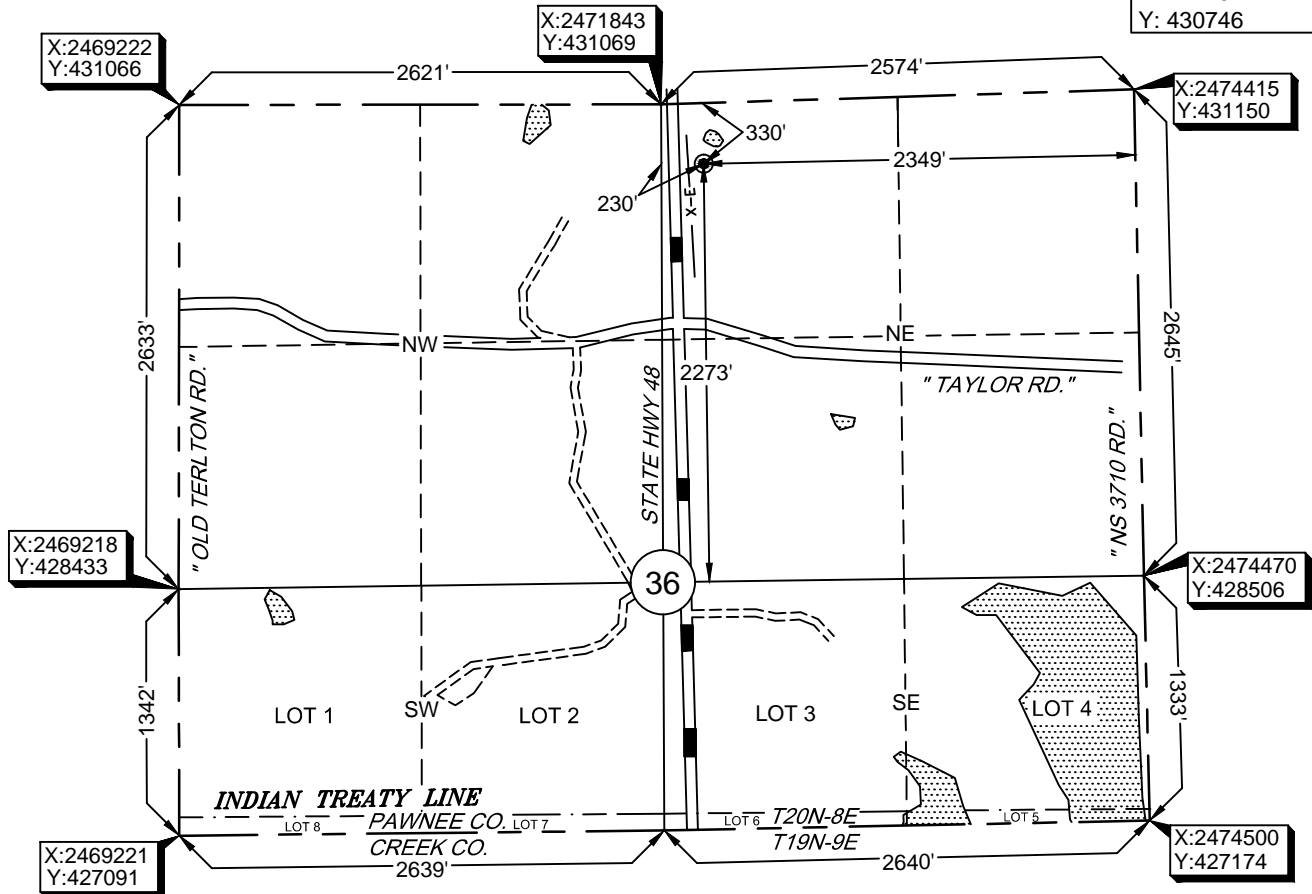 Y: 430746
X:2469222
Y:431066
X:2471843
Y:431069
2621'
2574'
X:2474415
Y:431150
330'
2349'
230'
X-E
2633'
NW
NE
2645'
"OLD TERLTON RD."
STATE HWY 48
2273'
" TAYLOR RD."
"NS 3710 RD."
X:2469218
Y:428433
36
X:2474470
Y:428506
1342'
LOT 1
SW
LOT 2
LOT 3
SE
LOT 4
1333'
INDIAN TREATY LINE
LOT 8
PAWNEE CO.
LOT 7
LOT 6
T20N-8E
LOT 5
CREEK CO.
T19N-9E
X:2469221
Y:427091
2639'
2640'
X:2474500
Y:427174